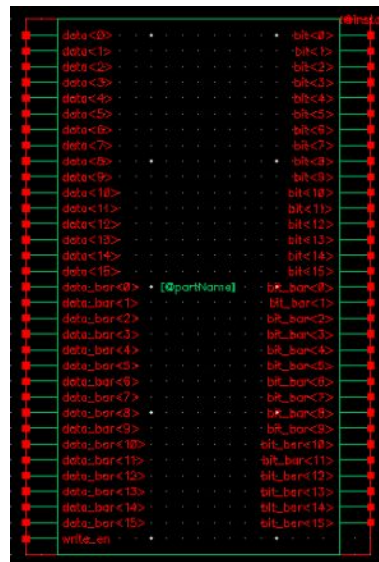 [@insta
data<0> bit<0>
data<1> bit<1>
data<2> bit<2>
data<3> bit<3>
data<4> bit<4>
data<5> bit<5>
data<6> bit<6>
data<7> bit<7>
data<8> bit<8>
data<9> bit<9>
data<10> bit<10>
data<11> bit<11>
data<12> bit<12>
data<13> bit<13>
data<14> bit<14>
data<15> bit<15>
data_bar<0> [@partName] bit_bar<0>
data_bar<1> bit_bar<1>
data_bar<2> bit_bar<2>
data_bar<3> bit_bar<3>
data_bar<4> bit_bar<4>
data_bar<5> bit_bar<5>
data_bar<6> bit_bar<6>
data_bar<7> bit_bar<7>
data_bar<8> bit_bar<8>
data_bar<9> bit_bar<9>
data_bar<10> bit_bar<10>
data_bar<11> bit_bar<11>
data_bar<12> bit_bar<12>
data_bar<13> bit_bar<13>
data_bar<14> bit_bar<14>
data_bar<15> bit_bar<15>
write_en